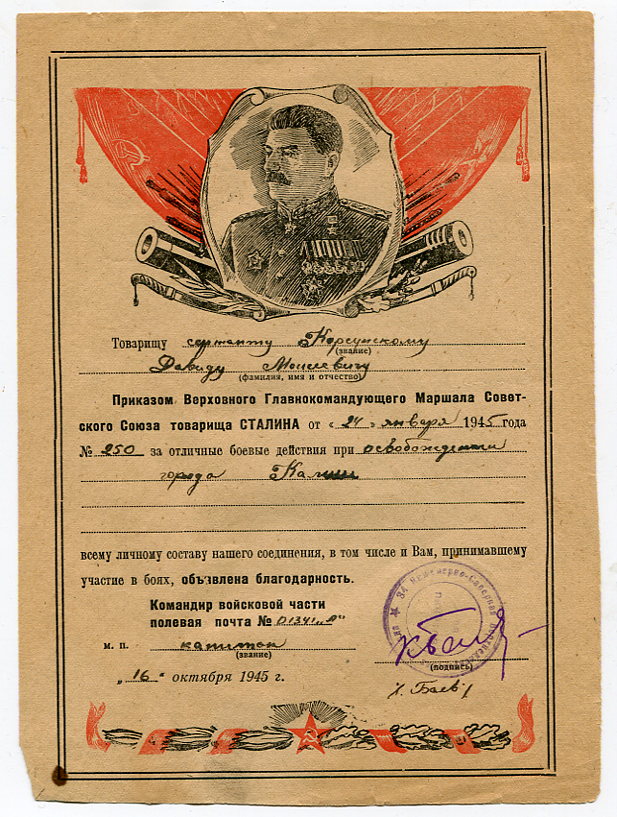 Товарищу сержанту Корсунскому
(звание)
Давиду Моисеевичу
(фамилия, имя и отчество)
Приказом Верховного Главнокомандующего Маршала Совет-
ского Союза товарища СТАЛИНА от «24» января 1945 года
№ 250 за отличные боевые действия при освобождении
города Калиш
всему личному составу нашего соединения, в том числе и Вам, принимавшему
участие в боях, объявлена благодарность.
Командир войсковой части
полевая почта № 01341 „А“
м. п. капитан
(звание)
(подпись)
„16“ октября 1945 г.
/. Баев/